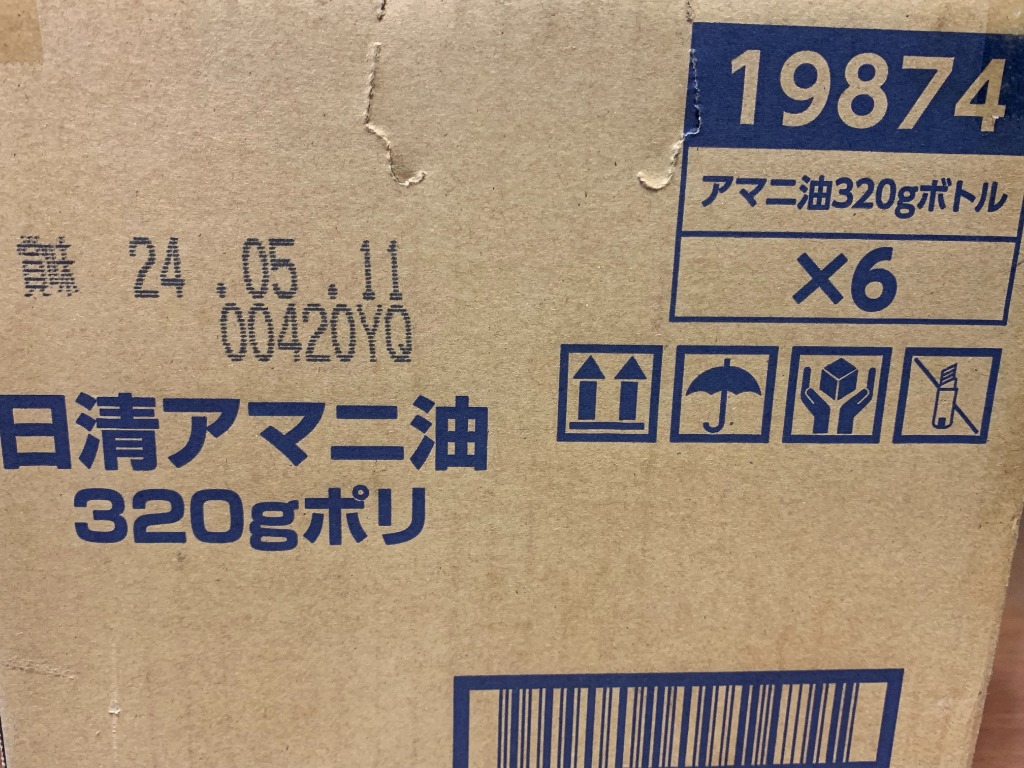 19874
アマニ油320gボトル
×6
賞味 24.05.11
00420YQ
日清アマニ油
320gポリ